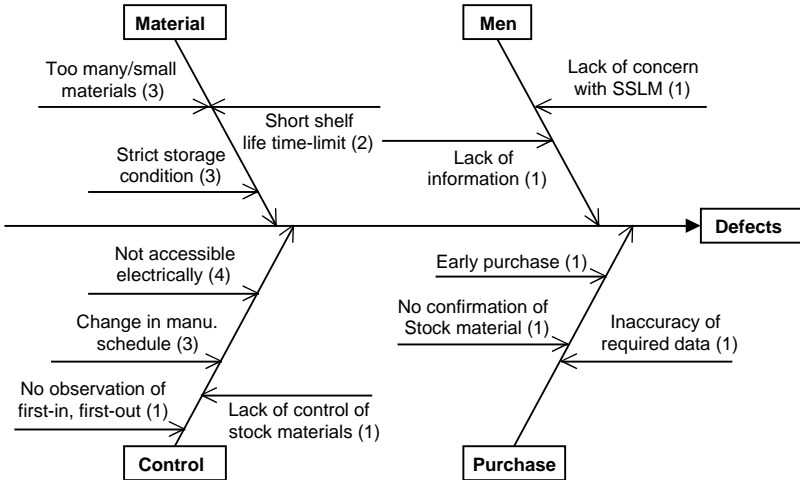 Material
Men
Too many/small
materials (3)
Short shelf
life time-limit (2)
Strict storage
condition (3)
Lack of concern
with SSLM (1)
Lack of
information (1)
Defects
Not accessible
electrically (4)
Change in manu.
schedule (3)
No observation of
first-in, first-out (1)
Lack of control of
stock materials (1)
Control
Early purchase (1)
No confirmation of
Stock material (1)
Inaccuracy of
required data (1)
Purchase